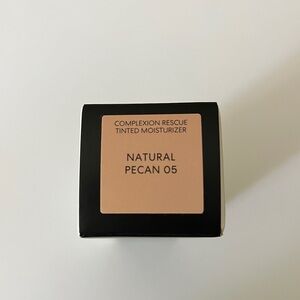 COMPLEXION RESCUE
TINTED MOISTURIZER
NATURAL
PECAN 05